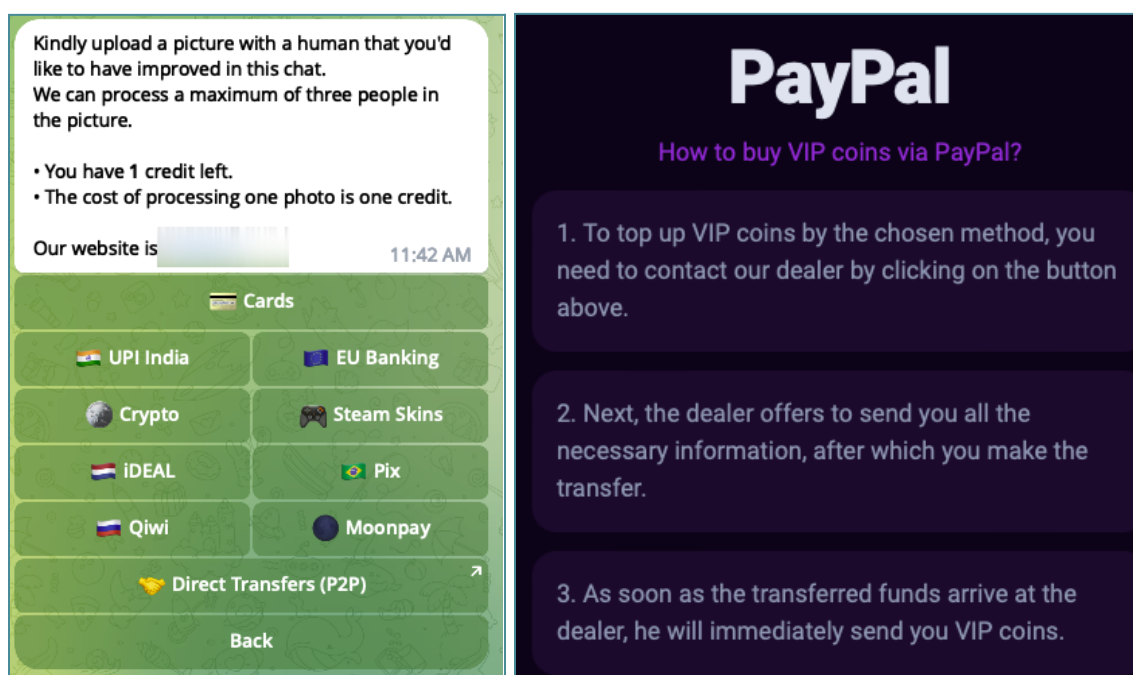 Kindly upload a picture with a human that you'd
like to have improved in this chat.
We can process a maximum of three people in
the picture.
• You have 1 credit left.
• The cost of processing one photo is one credit.
Our website is
11:42 AM
Cards
UPI India
EU Banking
Crypto
Steam Skins
iDEAL
Pix
Qiwi
Moonpay
Direct Transfers (P2P)
Back
PayPal
How to buy VIP coins via PayPal?
1. To top up VIP coins by the chosen method, you
need to contact our dealer by clicking on the button
above.
2. Next, the dealer offers to send you all the
necessary information, after which you make the
transfer.
3. As soon as the transferred funds arrive at the
dealer, he will immediately send you VIP coins.